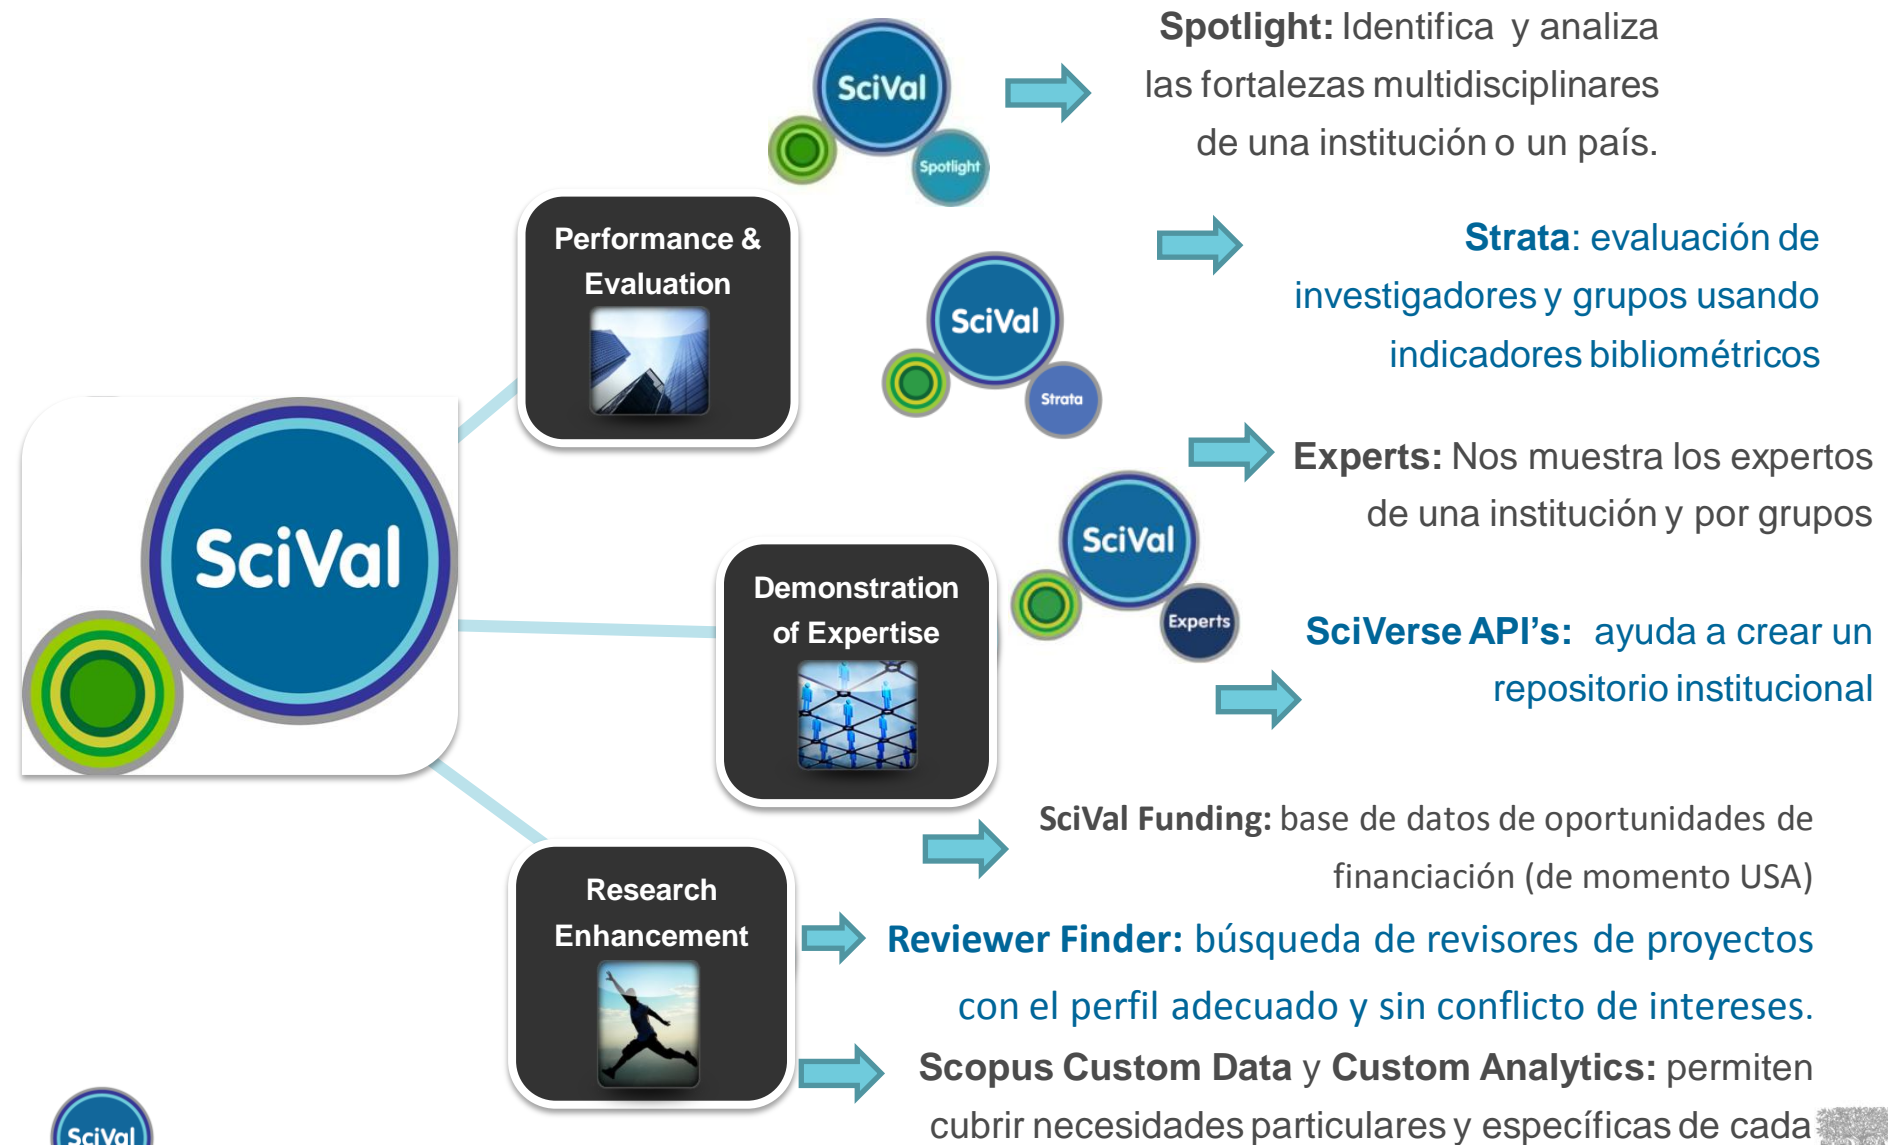 SciVal
Spotlight
Spotlight: Identifica y analiza
las fortalezas multidisciplinares
de una institución o un país.
Performance &
Evaluation
SciVal
Strata
Strata: evaluación de
investigadores y grupos usando
indicadores bibliométricos
SciVal
Experts
Experts: Nos muestra los expertos
de una institución y por grupos
SciVal
Demonstration
of Expertise
SciVerse API’s: ayuda a crear un
repositorio institucional
SciVal Funding: base de datos de oportunidades de
financiación (de momento USA)
Research
Enhancement
Reviewer Finder: búsqueda de revisores de proyectos
con el perfil adecuado y sin conflicto de intereses.
Scopus Custom Data y Custom Analytics: permiten
cubrir necesidades particulares y específicas de cada
SciVal